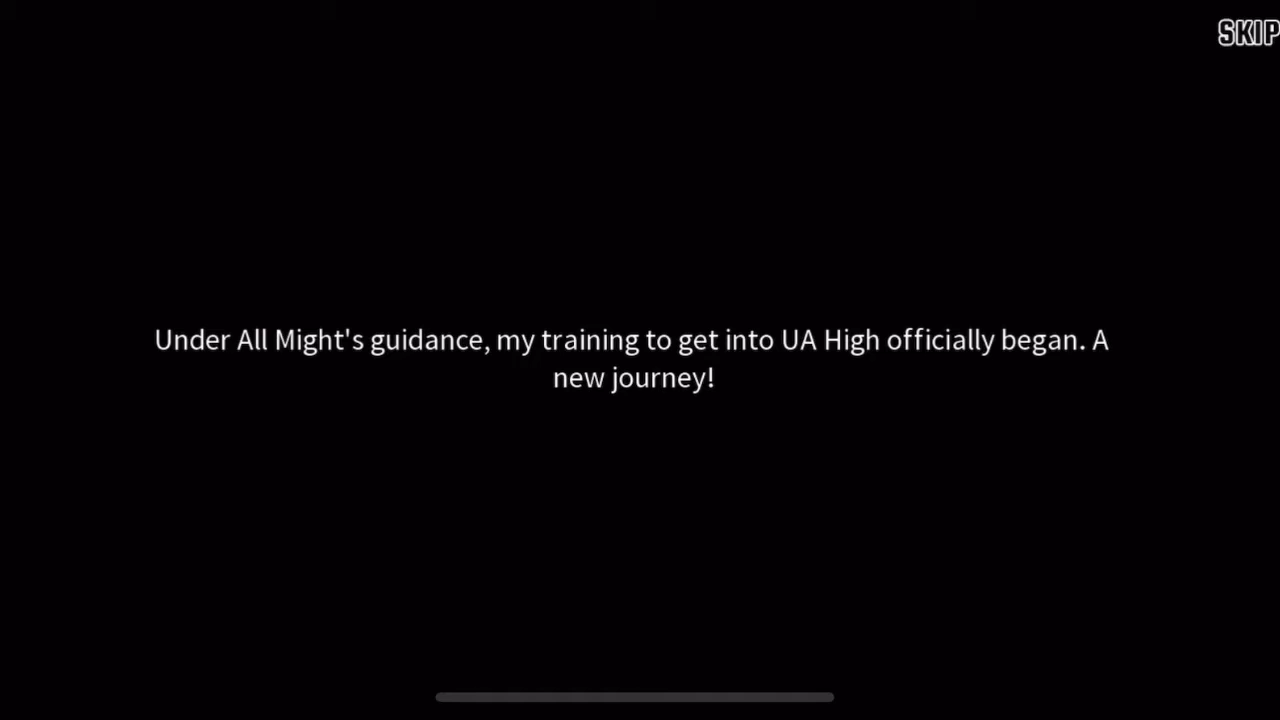 SKIP
Under All Might's guidance, my training to get into UA High officially began. A
new journey!